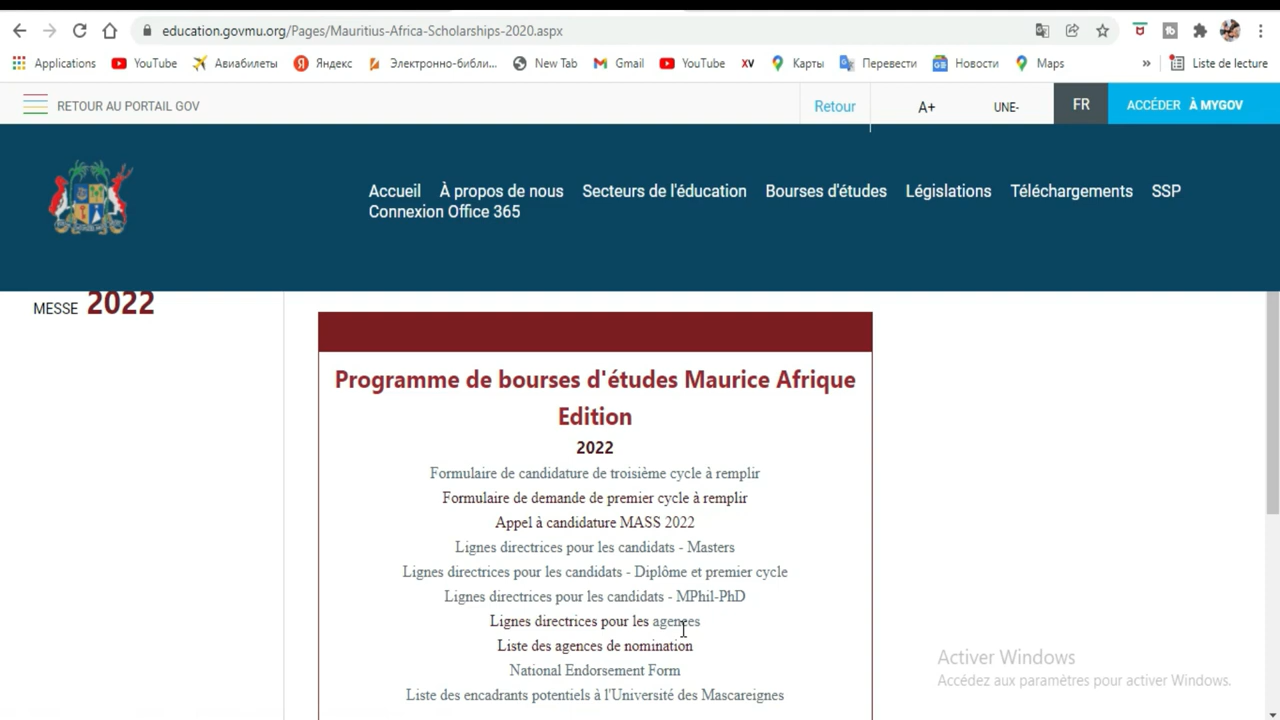 education.govmu.org/Pages/Mauritius-Africa-Scholarships-2020.aspx
Applications YouTube Авиабилеты Яндекс Электронно-библи... New Tab Gmail YouTube XV Карты Перевести Новости Maps » Liste de lecture
RETOUR AU PORTAIL GOV Retour A+ UNE- FR ACCÉDER À MYGOV
Accueil À propos de nous Secteurs de l'éducation Bourses d'études Législations Téléchargements SSP
Connexion Office 365
MESSE 2022
Programme de bourses d'études Maurice Afrique
Edition
2022
Formulaire de candidature de troisième cycle à remplir
Formulaire de demande de premier cycle à remplir
Appel à candidature MASS 2022
Lignes directrices pour les candidats - Masters
Lignes directrices pour les candidats - Diplôme et premier cycle
Lignes directrices pour les candidats - MPhil-PhD
Lignes directrices pour les agences
Liste des agences de nomination
National Endorsement Form
Liste des encadrants potentiels à l'Université des Mascareignes
Activer Windows
Accédez aux paramètres pour activer Windows.